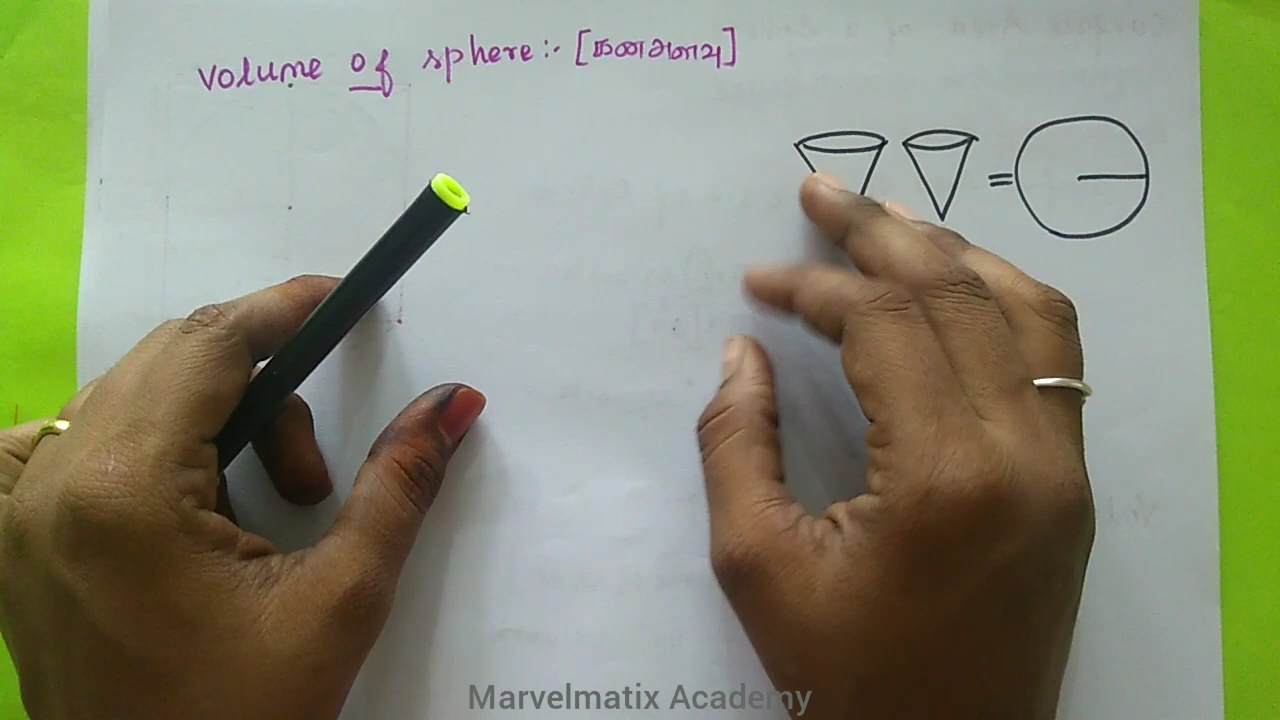 Volume of sphere:- [கனஅளவு]
=
Marvelmatix Academy